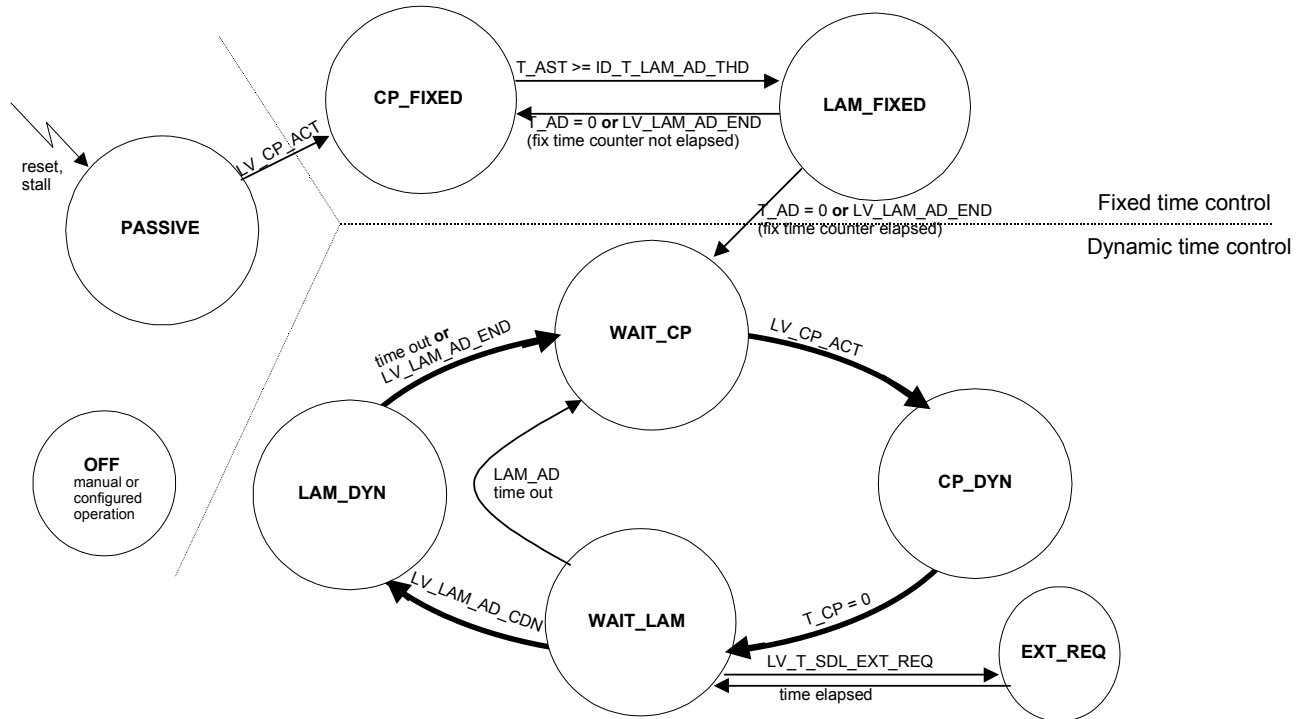 T_AST >= ID_T_LAM_AD_THD
CP_FIXED
LAM_FIXED
T_AD = 0 or LV_LAM_AD_END
(fix time counter not elapsed)
LV_CP_ACT
reset,
stall
PASSIVE
T_AD = 0 or LV_LAM_AD_END
(fix time counter elapsed)
Fixed time control
Dynamic time control
WAIT_CP
time out or
LV_LAM_AD_END
LV_CP_ACT
OFF
manual or
configured
operation
LAM_DYN
LAM_AD
time out
CP_DYN
LV_LAM_AD_CDN
WAIT_LAM
T_CP = 0
EXT_REQ
LV_T_SDL_EXT_REQ
time elapsed